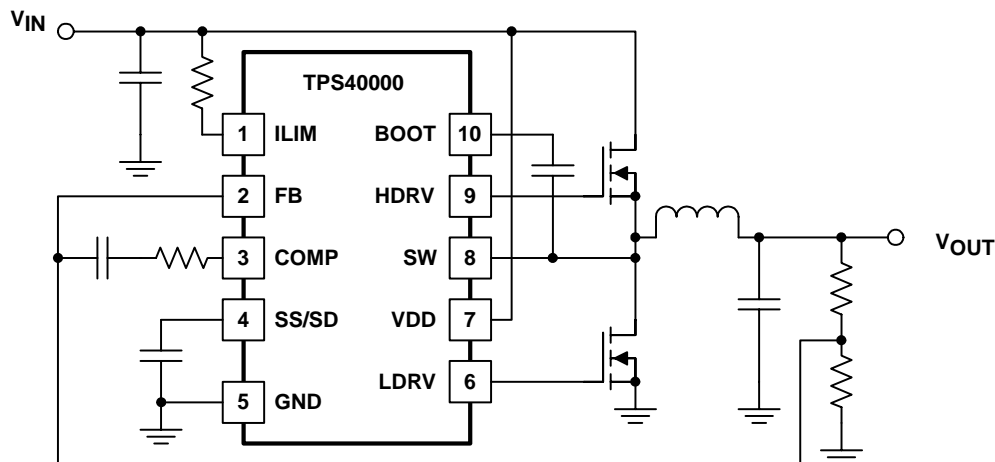 VIN
TPS40000
1 ILIM BOOT 10
2 FB HDRV 9
3 COMP SW 8
VOUT
4 SS/SD VDD 7
5 GND LDRV 6